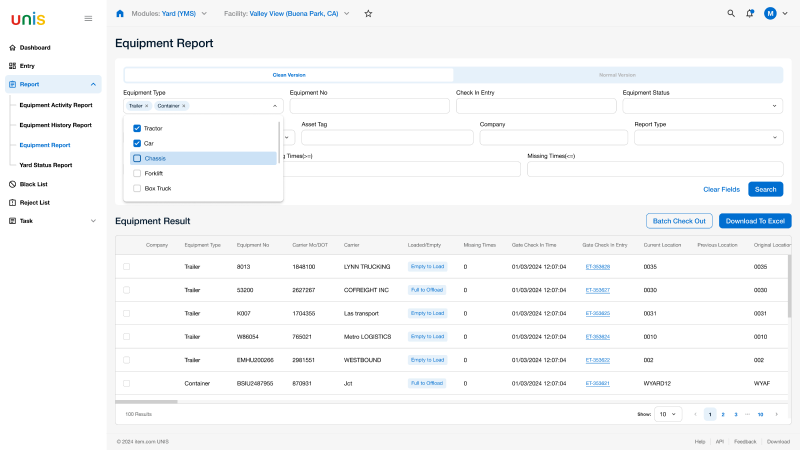 UNIS
Modules: Yard (YMS)
Facility: Valley View (Buena Park, CA)
M
Dashboard
Entry
Report
Equipment Activity Report
Equipment History Report
Equipment Report
Yard Status Report
Black List
Reject List
Task
Equipment Report
Clean Version
Normal Version
Equipment Type
Equipment No
Check In Entry
Equipment Status
Trailer ×
Container ×
Tractor
Car
Chassis
Forklift
Box Truck
Asset Tag
Company
Report Type
g Times(>=)
Missing Times(<=)
Clear Fields
Search
Equipment Result
Batch Check Out
Download To Excel
Company Equipment Type Equipment No Carrier Mc/DOT Carrier Loaded/Empty Missing Times Gate Check In Time Gate Check In Entry Current Location Previous Location Original Location
Trailer 8013 1848100 LYNN TRUCKING Empty to Load 0 01/03/2024 12:07:04 ET-353628 0035 0035
Trailer 53200 2627267 COFREIGHT INC Full to Offload 0 01/03/2024 12:07:04 ET-353627 0030 0030
Trailer K007 1704355 Las transport Empty to Load 0 01/03/2024 12:07:04 ET-353625 0031 0031
Trailer W86054 765021 Metro LOGISTICS Empty to Load 0 01/03/2024 12:07:04 ET-353624 0010 0010
Trailer EMHU200266 2981551 WESTBOUND Empty to Load 0 01/03/2024 12:07:04 ET-353622 002 002
Container BSIU2487955 870931 Jct Full to Offload 0 01/03/2024 12:07:04 ET-353621 WYARD12 WYAF
100 Results
Show: 10
1 2 3 ··· 10
© 2024 item.com UNIS
Help | API | Feedback | Download